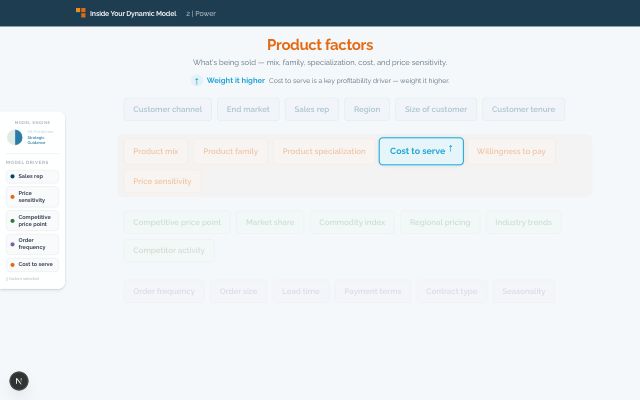 Inside Your Dynamic Model 2 | Power
Product factors
What's being sold — mix, family, specialization, cost, and price sensitivity.
↑ Weight it higher Cost to serve is a key profitability driver — weight it higher.
Customer channel End market Sales rep Region Size of customer Customer tenure
Product mix Product family Product specialization Cost to serve ↑ Willingness to pay
Price sensitivity
Competitive price point Market share Commodity index Regional pricing Industry trends
Competitor activity
Order frequency Order size Lead time Payment terms Contract type Seasonality
MODEL ENGINE
Strategic
Guidance
MODEL DRIVERS
Sales rep
Price
sensitivity
Competitive
price point
Order
frequency
Cost to serve
N